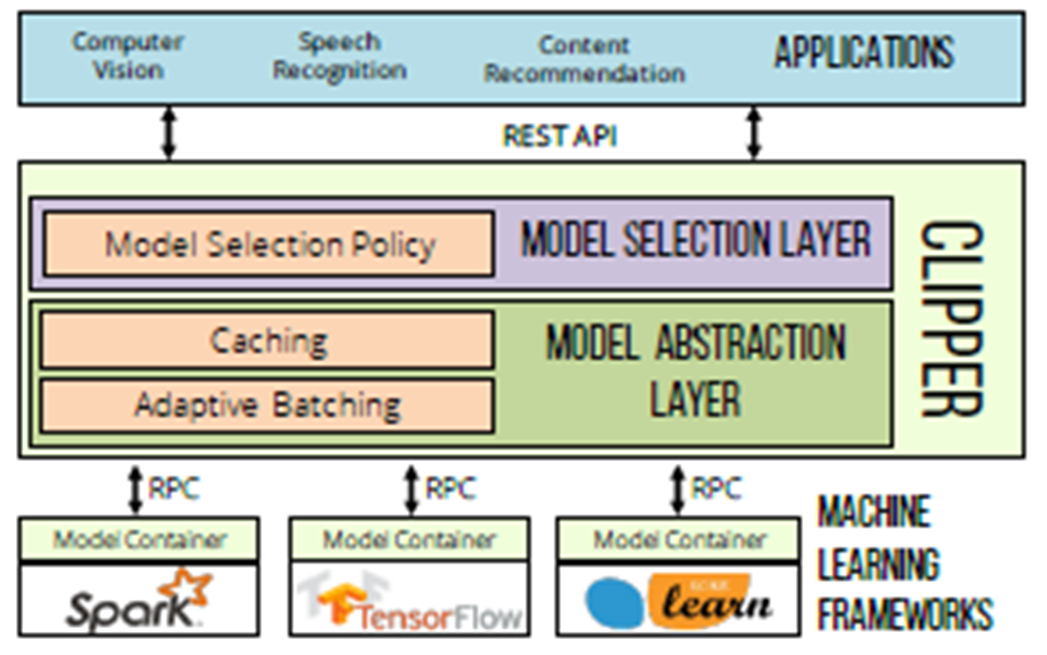 Computer
Vision
Speech
Recognition
Content
Recommendation
APPLICATIONS
REST API
Model Selection Policy
MODEL SELECTION LAYER
CLIPPER
Caching
Adaptive Batching
MODEL ABSTRACTION
LAYER
RPC
RPC
RPC
Model Container
Model Container
Model Container
Spark
TensorFlow
learn
MACHINE
LEARNING
FRAMEWORKS